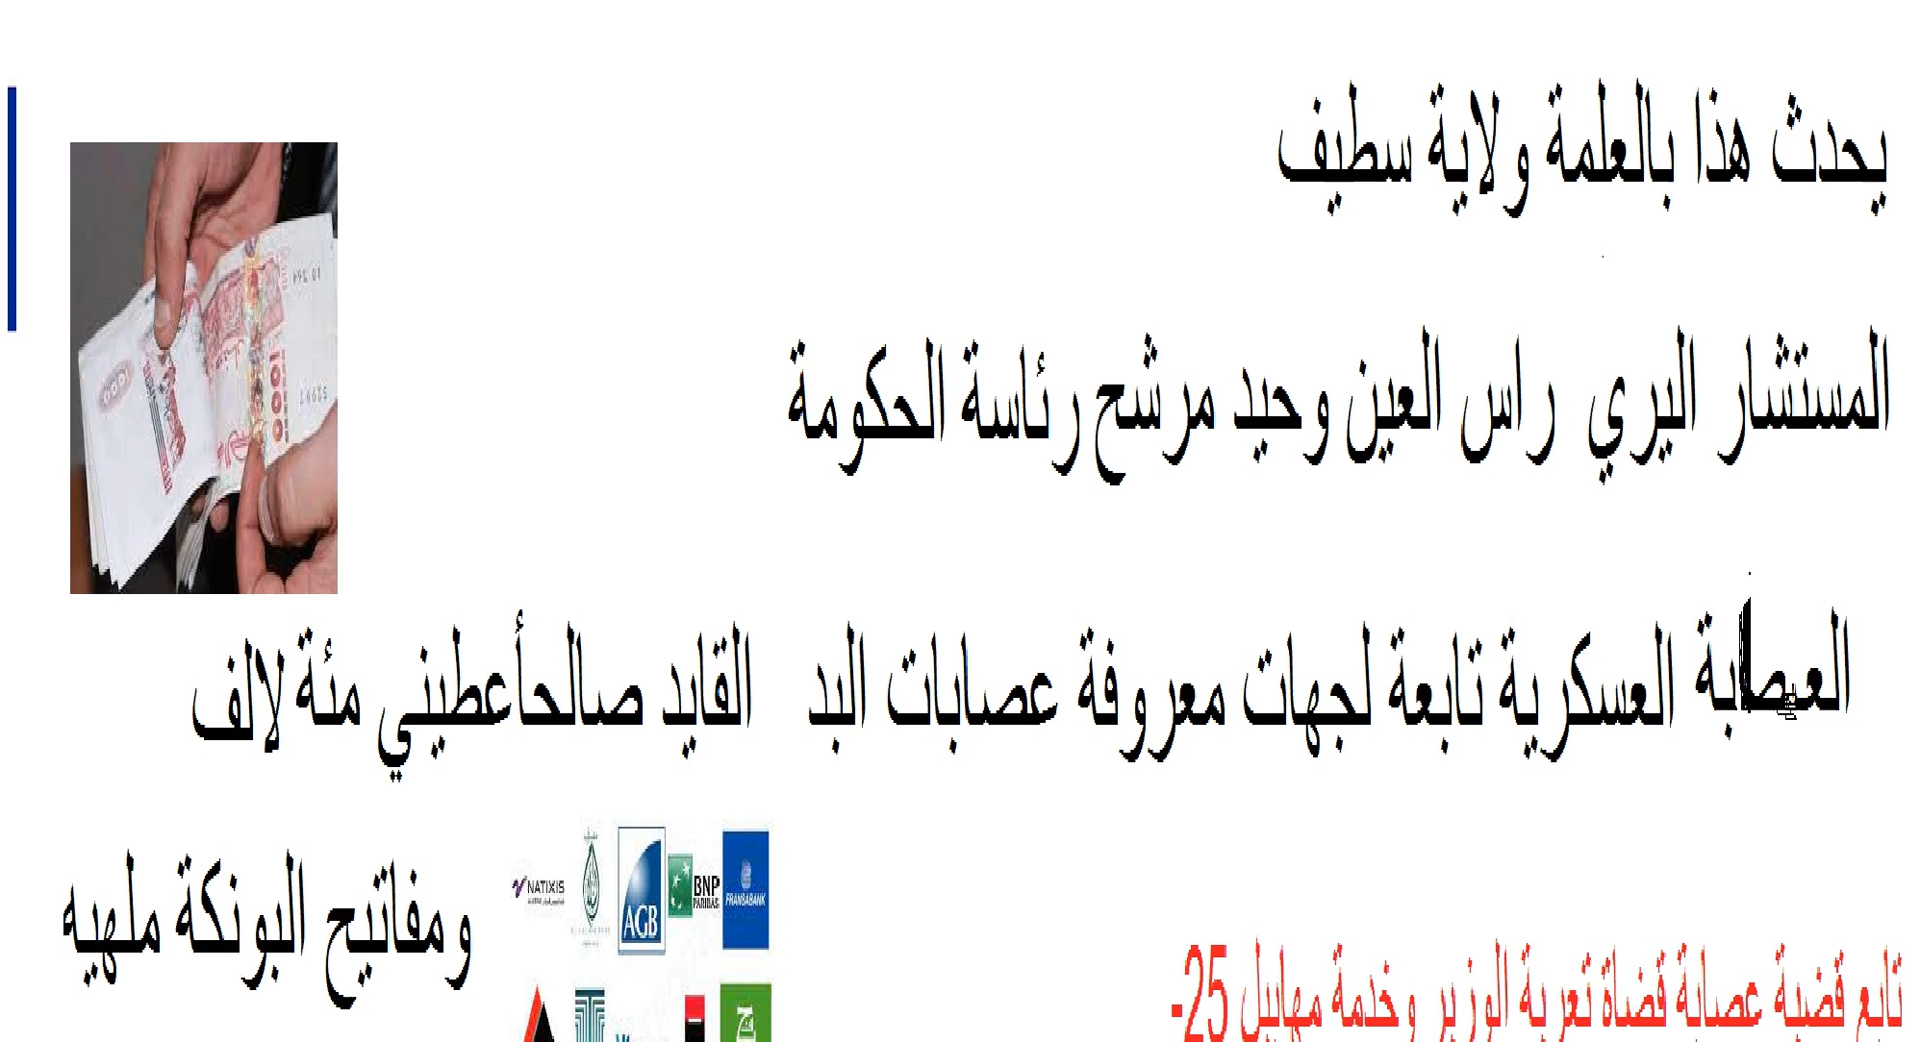 يحدث هذا بالعلمة ولاية سطيف
المستشار اليري راس العين وحيد مرشح رئاسة الحكومة
العصابة العسكرية تابعة لجهات معروفة عصابات البد القايد صالحأعطيني مئة لالف
ومفاتيح البونكة ملهيه
NATIXIS
AGB
BNP PARIBAS
FRANSABANK
تابع قضية عصابة قضاة تعرية الوزير وخدمة مهابيل 25-
1000